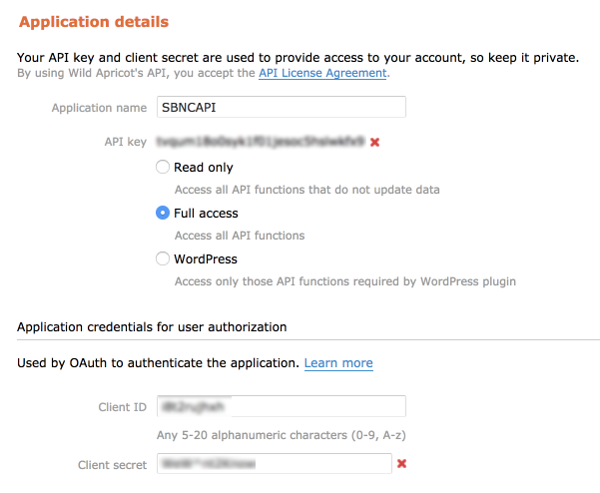 Application details
Your API key and client secret are used to provide access to your account, so keep it private.
By using Wild Apricot's API, you accept the API License Agreement.
Application name SBNCAPI
API key
Read only
Access all API functions that do not update data
Full access
Access all API functions
WordPress
Access only those API functions required by WordPress plugin
Application credentials for user authorization
Used by OAuth to authenticate the application. Learn more
Client ID
Any 5-20 alphanumeric characters (0-9, A-z)
Client secret